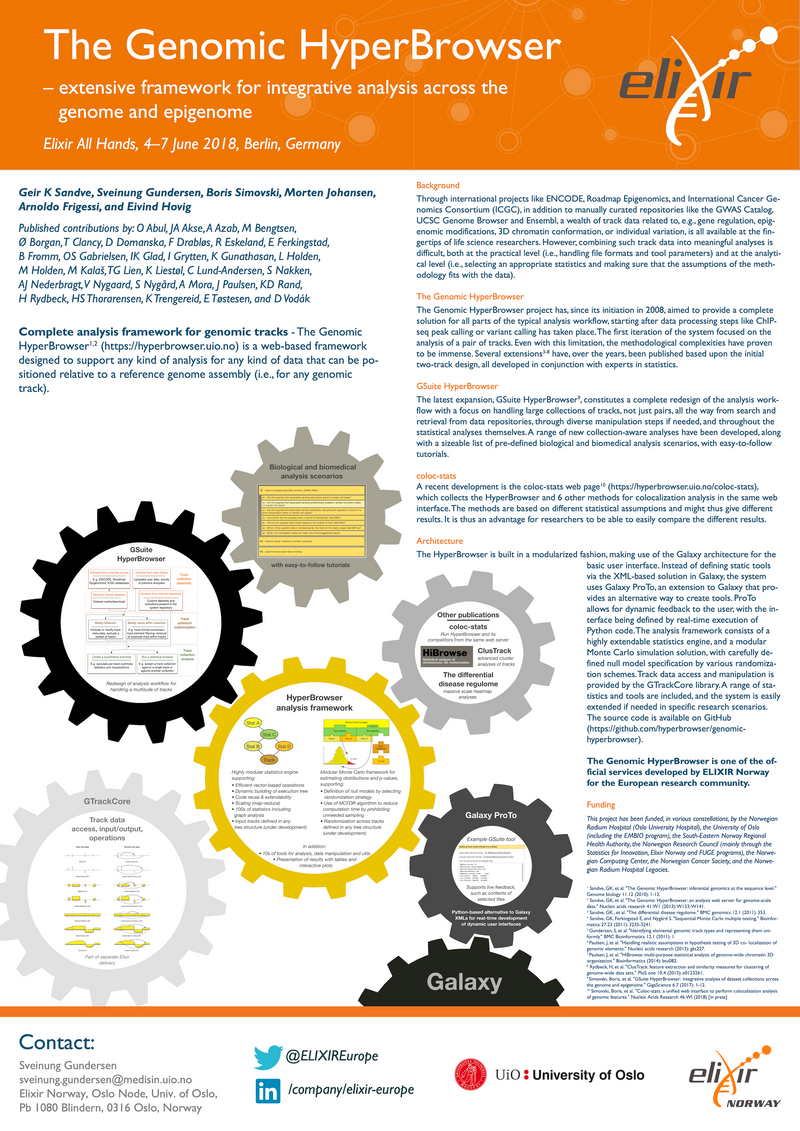 The Genomic HyperBrowser
– extensive framework for integrative analysis across the
genome and epigenome
Elixir All Hands, 4–7 June 2018, Berlin, Germany
elixir
Geir K Sandve, Sveinung Gundersen, Boris Simovski, Morten Johansen,
Arnoldo Frigessi, and Eivind Hovig
Published contributions by: O Abul, JA Akse, A Azab, M Bengtsen,
Ø Borgan, T Clancy, D Domanska, F Drabløs, R Eskeland, E Ferkingstad,
B Fromm, OS Gabrielsen, IK Glad, I Grytten, K Gunathasan, L Holden,
M Holden, M Kalaš, TG Lien, K Liestøl, C Lund-Andersen, S Nakken,
AJ Nederbragt, V Nygaard, S Nygård, A Mora, J Paulsen, KD Rand,
H Rydbeck, HS Thorarensen, K Trengereid, E Tøstesen, and D Vodák
Complete analysis framework for genomic tracks - The Genomic
HyperBrowser1,2 (https://hyperbrowser.uio.no) is a web-based framework
designed to support any kind of analysis for any kind of data that can be po-
sitioned relative to a reference genome assembly (i.e., for any genomic
track).
Background
Through international projects like ENCODE, Roadmap Epigenomics, and International Cancer Ge-
nomics Consortium (ICGC), in addition to manually curated repositories like the GWAS Catalog,
UCSC Genome Browser and Ensembl, a wealth of track data related to, e.g., gene regulation, epig-
enomic modifications, 3D chromatin conformation, or individual variation, is all available at the fin-
gertips of life science researchers. However, combining such track data into meaningful analyses is
difficult, both at the practical level (i.e., handling file formats and tool parameters) and at the analyti-
cal level (i.e., selecting an appropriate statistics and making sure that the assumptions of the meth-
odology fits with the data).
The Genomic HyperBrowser
The Genomic HyperBrowser project has, since its initiation in 2008, aimed to provide a complete
solution for all parts of the typical analysis workflow, starting after data processing steps like ChIP-
seq peak calling or variant calling has taken place. The first iteration of the system focused on the
analysis of a pair of tracks. Even with this limitation, the methodological complexities have proven
to be immense. Several extensions3-8 have, over the years, been published based upon the initial
two-track design, all developed in conjunction with experts in statistics.
GSuite HyperBrowser
The latest expansion, GSuite HyperBrowser9, constitutes a complete redesign of the analysis work-
flow with a focus on handling large collections of tracks, not just pairs, all the way from search and
retrieval from data repositories, through diverse manipulation steps if needed, and throughout the
statistical analyses themselves. A range of new collection-aware analyses have been developed, along
with a sizeable list of pre-defined biological and biomedical analysis scenarios, with easy-to-follow
tutorials.
coloc-stats
A recent development is the coloc-stats web page10 (https://hyperbrowser.uio.no/coloc-stats),
which collects the HyperBrowser and 6 other methods for colocalization analysis in the same web
interface. The methods are based on different statistical assumptions and might thus give different
results. It is thus an advantage for researchers to be able to easily compare the different results.
Architecture
The HyperBrowser is built in a modularized fashion, making use of the Galaxy architecture for the
basic user interface. Instead of defining static tools
via the XML-based solution in Galaxy, the system
uses Galaxy ProTo, an extension to Galaxy that pro-
vides an alternative way to create tools. ProTo
allows for dynamic feedback to the user, with the in-
terface being defined by real-time execution of
Python code. The analysis framework consists of a
highly extendable statistics engine, and a modular
Monte Carlo simulation solution, with carefully de-
fined null model specification by various randomiza-
tion schemes. Track data access and manipulation is
provided by the GTrackCore library. A range of sta-
tistics and tools are included, and the system is easily
extended if needed in specific research scenarios.
The source code is available on GitHub
(https://github.com/hyperbrowser/genomic-
hyperbrowser).
The Genomic HyperBrowser is one of the of-
ficial services developed by ELIXIR Norway
for the European research community.
Funding
This project has been funded, in various constellations, by the Norwegian
Radium Hospital (Oslo University Hospital), the University of Oslo
(including the EMBIO program), the South-Eastern Norway Regional
Health Authority, the Norwegian Research Council (mainly through the
Statistics for Innovation, Elixir Norway and FUGE programs), the Norwe-
gian Computing Center, the Norwegian Cancer Society, and the Norwe-
gian Radium Hospital Legacies.
1 Sandve, GK, et al. "The Genomic HyperBrowser: inferential genomics at the sequence level."
Genome biology 11.12 (2010): 1-12.
2 Sandve, GK, et al. "The Genomic HyperBrowser: an analysis web server for genome-scale
data." Nucleic acids research 41.W1 (2013): W133-W141.
3 Sandve, GK., et al. "The differential disease regulome." BMC genomics 12.1 (2011): 353.
4 Sandve, GK, Ferkingstad E, and Nygård S. "Sequential Monte Carlo multiple testing." Bioinfor-
matics 27.23 (2011): 3235-3241.
5 Gundersen, S, et al. "Identifying elemental genomic track types and representing them uni-
formly." BMC Bioinformatics 12.1 (2011): 1.
6 Paulsen, J, et al. "Handling realistic assumptions in hypothesis testing of 3D co- localization of
genomic elements." Nucleic acids research (2013): gkt227.
7 Paulsen, J, et al. "HiBrowse: multi-purpose statistical analysis of genome-wide chromatin 3D
organization." Bioinformatics (2014): btu082.
8 Rydbeck, H, et al. "ClusTrack: feature extraction and similarity measures for clustering of
genome-wide data sets." PloS one 10.4 (2015): e0123261.
9 Simovski, Boris, et al. "GSuite HyperBrowser: integrative analysis of dataset collections across
the genome and epigenome." GigaScience 6.7 (2017): 1-12.
10 Simovski, Boris, et al. "Coloc-stats: a unified web interface to perform colocalization analysis
of genomic features." Nucleic Acids Research 46.W1 (2018) [in press]
Biological and biomedical
analysis scenarios
with easy-to-follow tutorials
GSuite
HyperBrowser
Track
collection
assembly
Track
collection
customization
Track
collection
analysis
Redesign of analysis workflow for
handling a multitude of tracks
Other publications
coloc-stats
Run HyperBrowser and its
competitors from the same web server
HiBrowse
ClusTrack
advanced cluster
analyses of tracks
The differential
disease regulome
massive scale heatmap
analyses
HyperBrowser
analysis framework
Stat A
Stat C
Stat B
Stat D
Track
Highly modular statistics engine
supporting:
• Efficient vector-based operations
• Dynamic building of execution tree
• Code reuse & extendability
• Scaling (map-reduce)
• 100s of statistics including
graph analysis
• Input tracks defined in any
tree structure (under development)
Modular Monte Carlo framework for
estimating distributions and p-values,
supporting:
• Definition of null models by selecting
randomization strategy
• Use of MCFDR algorithm to reduce
computation time by prohibiting
unneeded sampling
• Randomization across tracks
defined in any tree structure
(under development)
In addition:
• 10s of tools for analysis, data manipulation and utils
• Presentation of results with tables and
interactive plots
GTrackCore
Track data
access, input/output,
operations
Part of separate Elixir
delivery
Galaxy ProTo
Example GSuite tool
Supports live feedback,
such as contents of
selected files
Python-based alternative to Galaxy
XMLs for real-time development
of dynamic user interfaces
Galaxy
Contact:
Sveinung Gundersen
sveinung.gundersen@medisin.uio.no
Elixir Norway, Oslo Node, Univ. of Oslo,
Pb 1080 Blindern, 0316 Oslo, Norway
@ELIXIREurope
in /company/elixir-europe
UiO : University of Oslo
elixir
NORWAY